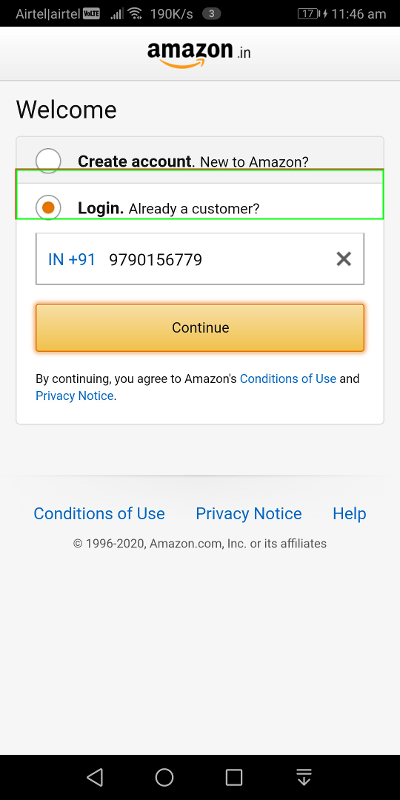 Airtel|airtel VoLTE 190K/s 3 17 11:46 am
amazon.in
Welcome
Create account. New to Amazon?
Login. Already a customer?
IN +91 9790156779
Continue
By continuing, you agree to Amazon's Conditions of Use and
Privacy Notice.
Conditions of Use Privacy Notice Help
© 1996-2020, Amazon.com, Inc. or its affiliates